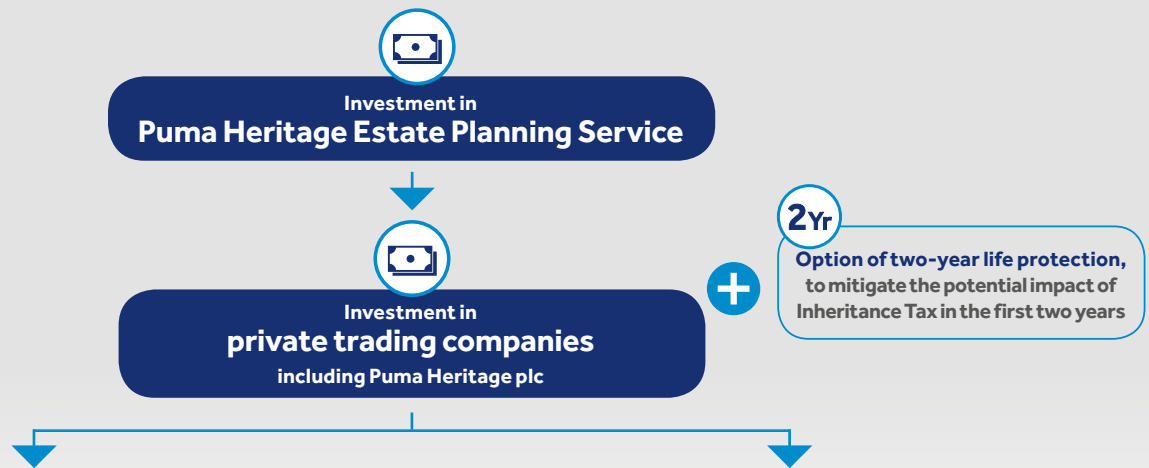 Investment in
Puma Heritage Estate Planning Service
2Yr
Option of two-year life protection,
to mitigate the potential impact of
Inheritance Tax in the first two years
Investment in
private trading companies
including Puma Heritage plc